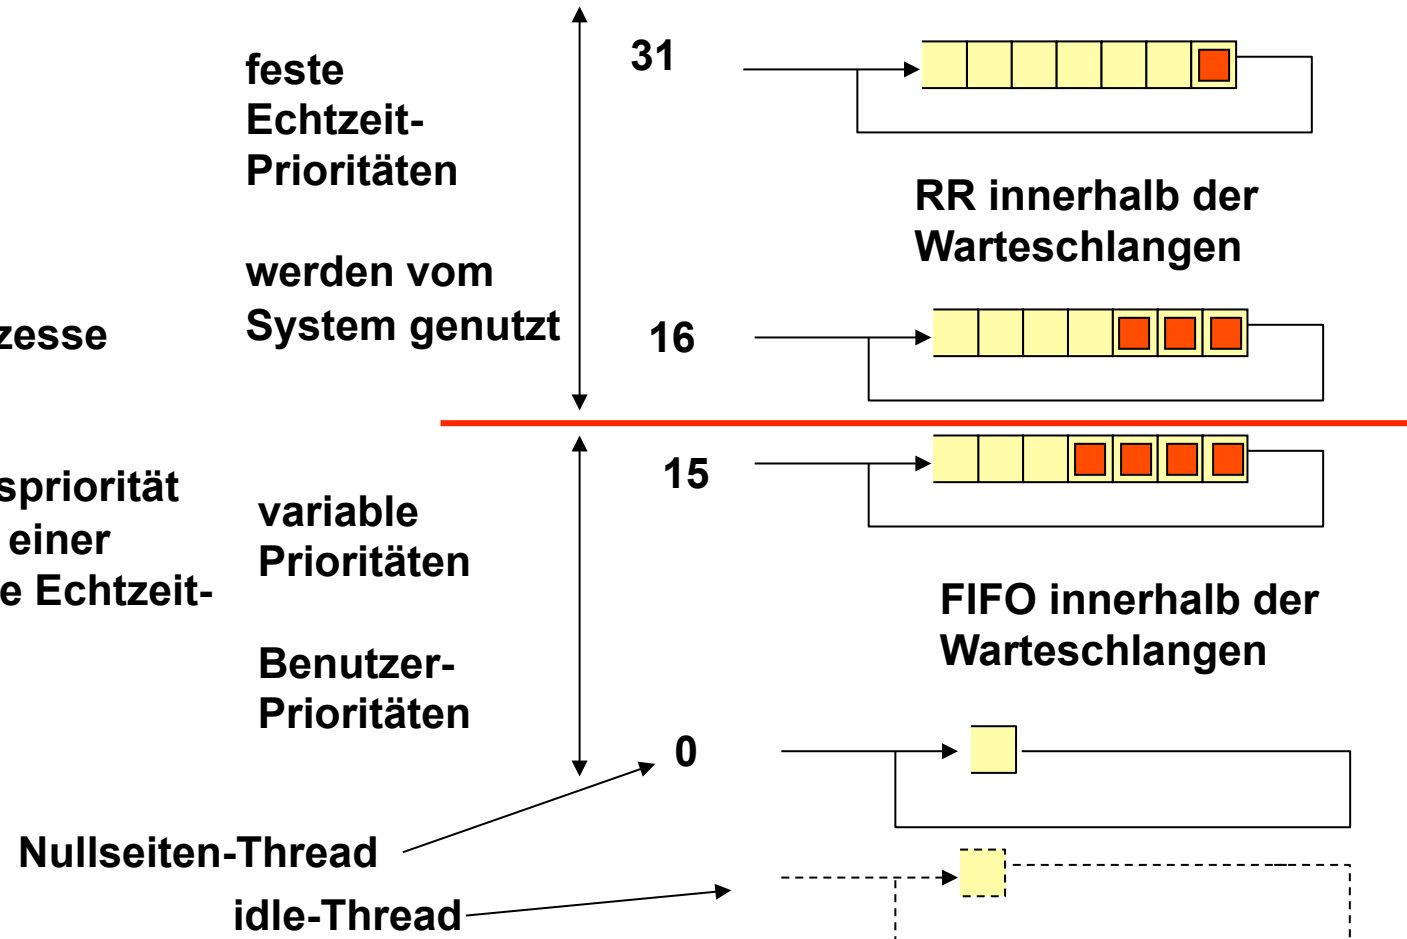 31
feste
Echtzeit-
Prioritäten
RR innerhalb der
Warteschlangen
werden vom
System genutzt
zesse
16
15
spriorität
einer
e Echtzeit-
variable
Prioritäten
FIFO innerhalb der
Warteschlangen
Benutzer-
Prioritäten
0
Nullseiten-Thread
idle-Thread